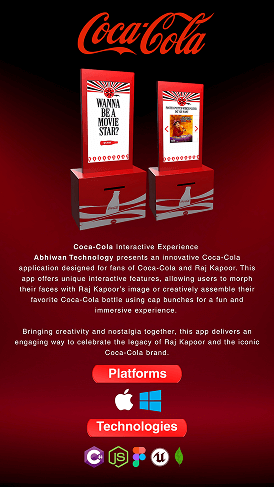 Coca-Cola
WANNA
BE A
MOVIE
STAR?
Coca-Cola Interactive Experience
Abhiwan Technology presents an innovative Coca-Cola
application designed for fans of Coca-Cola and Raj Kapoor. This
app offers unique interactive features, allowing users to morph
their faces with Raj Kapoor's image or creatively assemble their
favorite Coca-Cola bottle using cap bunches for a fun and
immersive experience.
Bringing creativity and nostalgia together, this app delivers an
engaging way to celebrate the legacy of Raj Kapoor and the iconic
Coca-Cola brand.
Platforms
Technologies
C#
JS